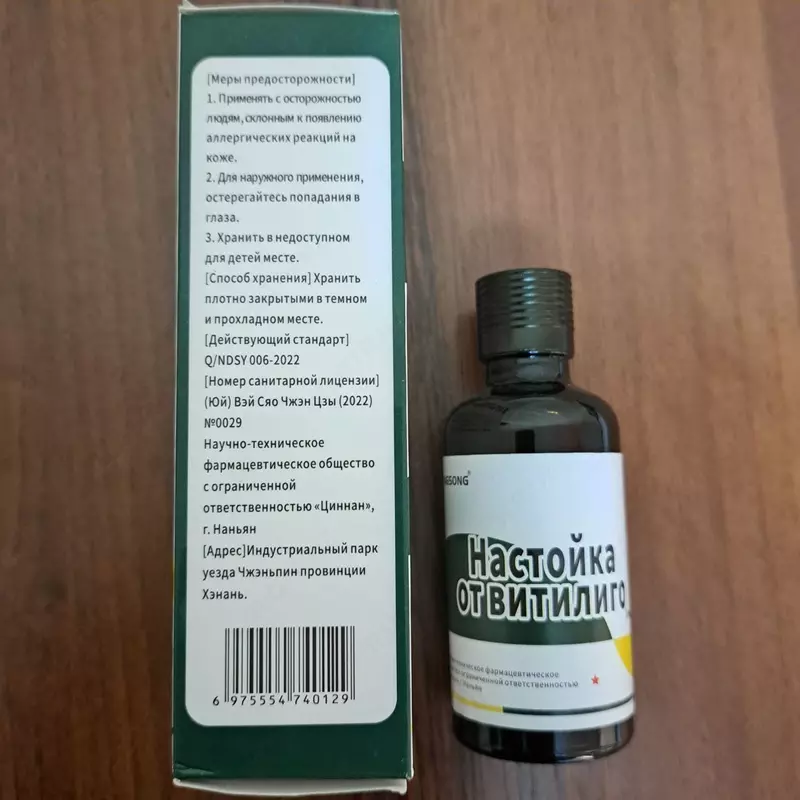 [Меры предосторожности]
1. Применять с осторожностью
людям, склонным к появлению
аллергических реакций на
коже.
2. Для наружного применения,
остерегайтесь попадания в
глаза.
3. Хранить в недоступном
для детей месте.
[Способ хранения] Хранить
плотно закрытыми в темном
и прохладном месте.
[Действующий стандарт]
Q/NDSY 006-2022
[Номер санитарной лицензии]
(Юй) Вэй Сяо Чжэн Цзы (2022)
№0029
Научно-техническое
фармацевтическое общество
с ограниченной
ответственностью «Циннан»,
г. Наньян
[Адрес]Индустриальный парк
уезда Чжэньпин провинции
Хэнань.
6 975554 740129
Настойка
от витилиго
фармацевтическое
ограниченной ответственностью